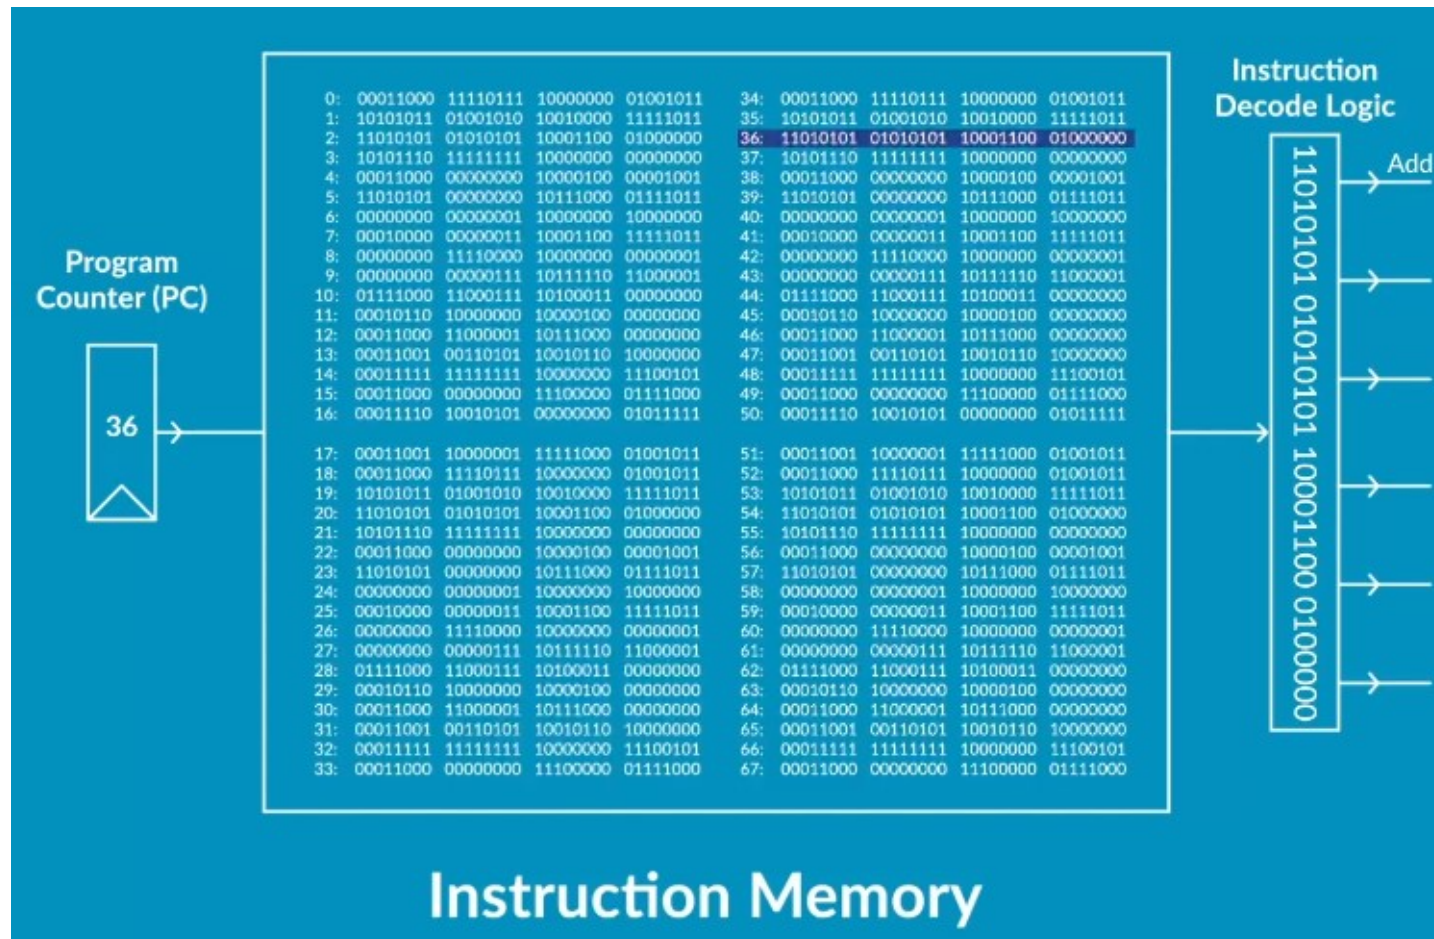 Instruction
Decode Logic
Program
Counter (PC)
36
0: 00011000 11110111 10000000 01001011
1: 10101011 01001010 10010000 11111011
2: 11010101 01010101 10001100 01000000
3: 10101110 11111111 10000000 00000000
4: 00011000 00000000 10000100 00001001
5: 11010101 00000000 10111000 01111011
6: 00000000 00000001 10000000 10000000
7: 00010000 00000011 10001100 11111011
8: 00000000 11110000 10000000 00000001
9: 00000000 00000111 10111110 11000001
10: 01111000 11000111 10100011 00000000
11: 00010110 10000000 10000100 00000000
12: 00011000 11000001 10111000 00000000
13: 00011001 00110101 10010110 10000000
14: 00011111 11111111 10000000 11100101
15: 00011000 00000000 11100000 01111000
16: 00011110 10010101 00000000 01011111
17: 00011001 10000001 11111000 01001011
18: 00011000 11110111 10000000 01001011
19: 10101011 01001010 10010000 11111011
20: 11010101 01010101 10001100 01000000
21: 10101110 11111111 10000000 00000000
22: 00011000 00000000 10000100 00001001
23: 11010101 00000000 10111000 01111011
24: 00000000 00000001 10000000 10000000
25: 00010000 00000011 10001100 11111011
26: 00000000 11110000 10000000 00000001
27: 00000000 00000111 10111110 11000001
28: 01111000 11000111 10100011 00000000
29: 00010110 10000000 10000100 00000000
30: 00011000 11000001 10111000 00000000
31: 00011001 00110101 10010110 10000000
32: 00011111 11111111 10000000 11100101
33: 00011000 00000000 11100000 01111000
34: 00011000 11110111 10000000 01001011
35: 10101011 01001010 10010000 11111011
36: 11010101 01010101 10001100 01000000
37: 10101110 11111111 10000000 00000000
38: 00011000 00000000 10000100 00001001
39: 11010101 00000000 10111000 01111011
40: 00000000 00000001 10000000 10000000
41: 00010000 00000011 10001100 11111011
42: 00000000 11110000 10000000 00000001
43: 00000000 00000111 10111110 11000001
44: 01111000 11000111 10100011 00000000
45: 00010110 10000000 10000100 00000000
46: 00011000 11000001 10111000 00000000
47: 00011001 00110101 10010110 10000000
48: 00011111 11111111 10000000 11100101
49: 00011000 00000000 11100000 01111000
50: 00011110 10010101 00000000 01011111
51: 00011001 10000001 11111000 01001011
52: 00011000 11110111 10000000 01001011
53: 10101011 01001010 10010000 11111011
54: 11010101 01010101 10001100 01000000
55: 10101110 11111111 10000000 00000000
56: 00011000 00000000 10000100 00001001
57: 11010101 00000000 10111000 01111011
58: 00000000 00000001 10000000 10000000
59: 00010000 00000011 10001100 11111011
60: 00000000 11110000 10000000 00000001
61: 00000000 00000111 10111110 11000001
62: 01111000 11000111 10100011 00000000
63: 00010110 10000000 10000100 00000000
64: 00011000 11000001 10111000 00000000
65: 00011001 00110101 10010110 10000000
66: 00011111 11111111 10000000 11100101
67: 00011000 00000000 11100000 01111000
11010101 01010101 10001100 01000000
Add
Instruction Memory